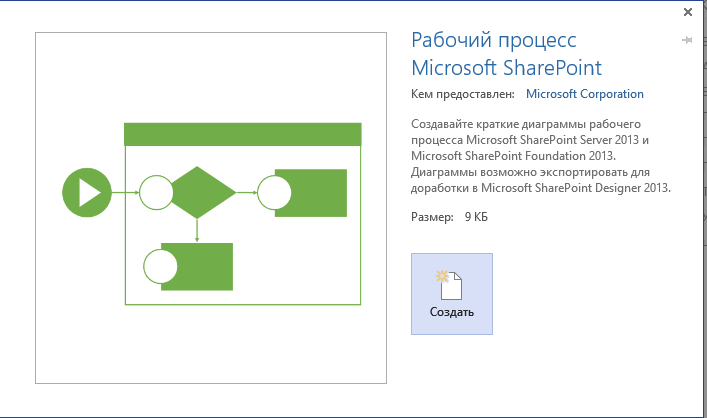 Рабочий процесс
Microsoft SharePoint
Кем предоставлен: Microsoft Corporation
Создавайте краткие диаграммы рабочего
процесса Microsoft SharePoint Server 2013 и
Microsoft SharePoint Foundation 2013.
Диаграммы возможно экспортировать для
доработки в Microsoft SharePoint Designer 2013.
Размер: 9 КБ
Создать